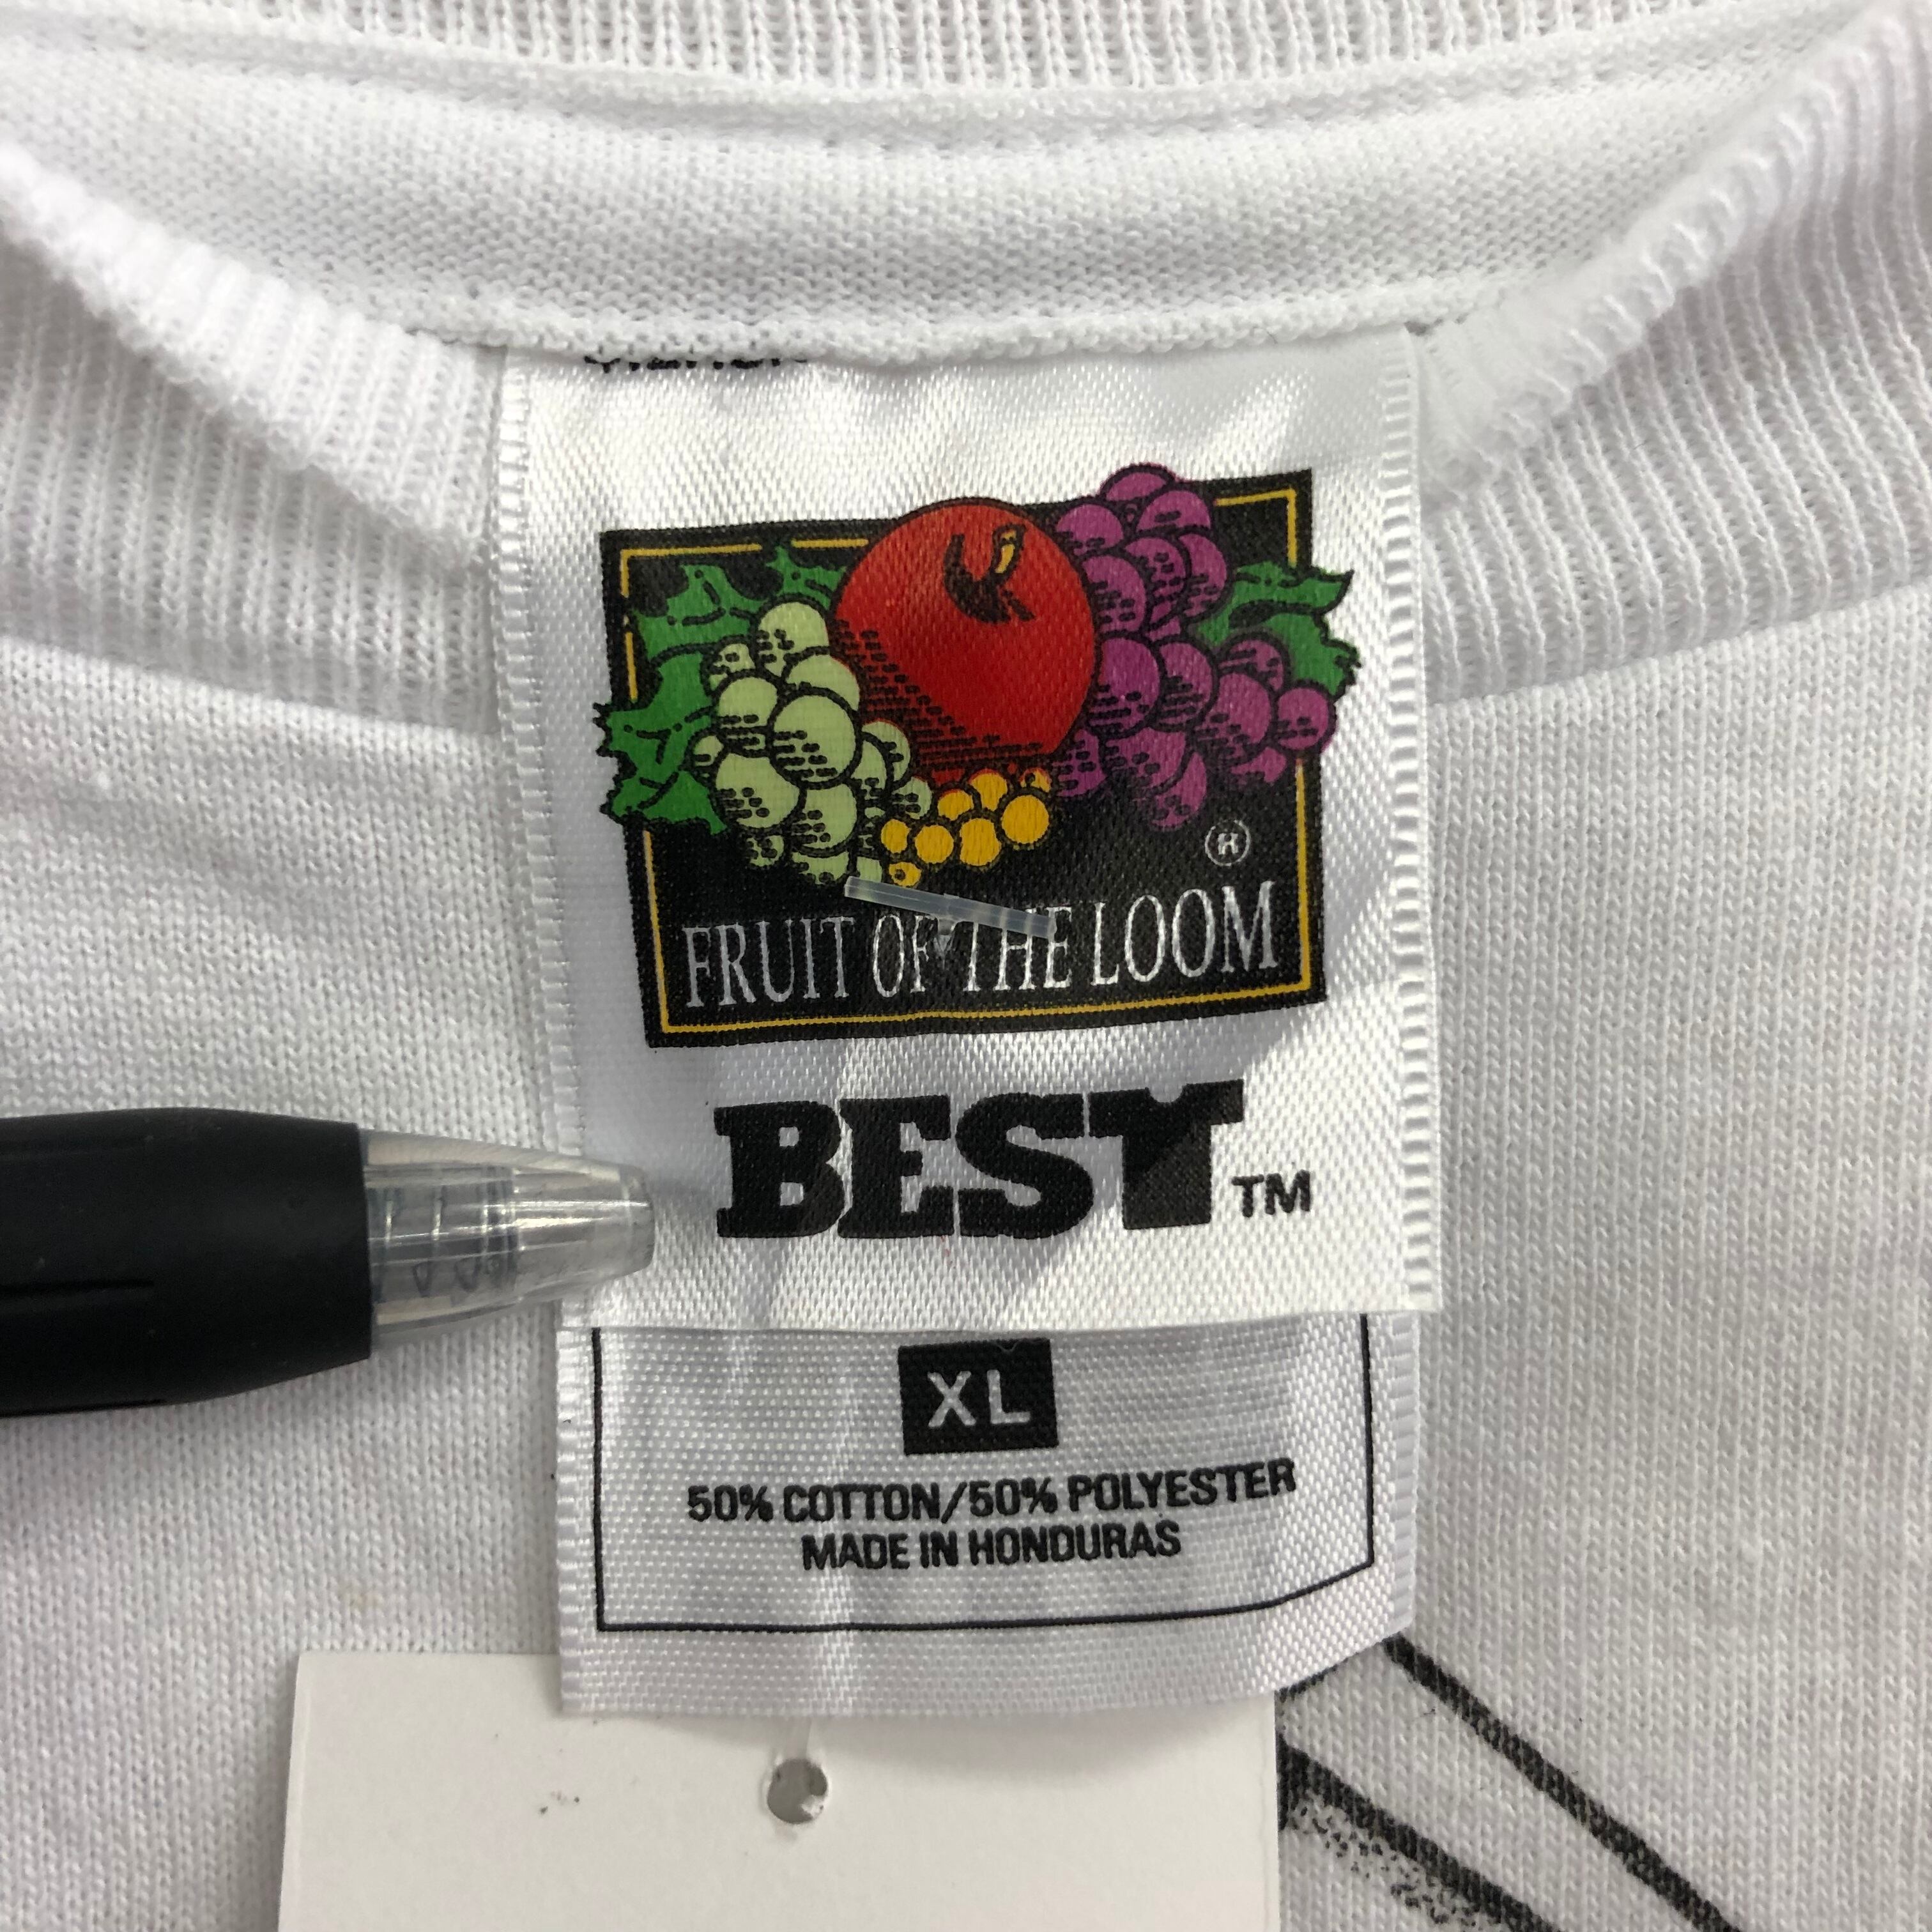 ®
FRUIT OF THE LOOM
BEST™
XL
50% COTTON/50% POLYESTER
MADE IN HONDURAS